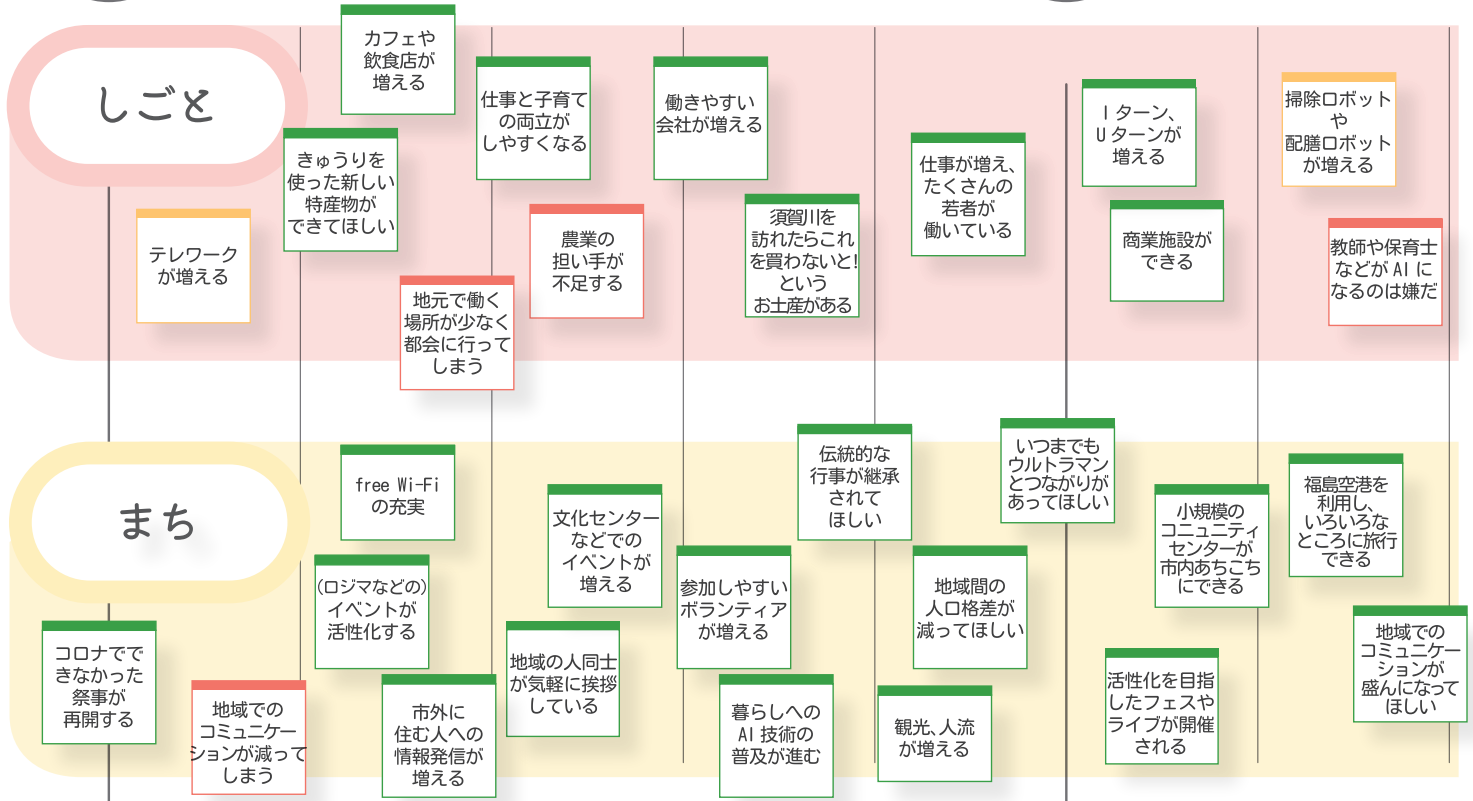 しごと
カフェや
飲食店が
増える
仕事と子育て
の両立が
しやすくなる
働きやすい
会社が増える
Iターン、
Uターンが
増える
掃除ロボット
や
配膳ロボット
が増える
きゅうりを
使った新しい
特産物が
できてほしい
仕事が増え、
たくさんの
若者が
働いている
テレワーク
が増える
農業の
担い手が
不足する
須賀川を
訪れたらこれ
を買わないと!
という
お土産がある
商業施設が
できる
教師や保育士
などがAIに
なるのは嫌だ
地元で働く
場所が少なく
都会に行って
しまう
まち
free Wi-Fi
の充実
文化センター
などでの
イベントが
増える
伝統的な
行事が継承
されて
ほしい
いつまでも
ウルトラマン
とつながりが
あってほしい
小規模の
コニュニティ
センターが
市内あちこち
にできる
福島空港を
利用し、
いろいろな
ところに旅行
できる
(ロジマなどの)
イベントが
活性化する
参加しやすい
ボランティア
が増える
地域間の
人口格差が
減ってほしい
コロナでで
きなかった
祭事が
再開する
地域の人同士
が気軽に挨拶
している
地域での
コミュニケー
ションが
盛んになって
ほしい
地域での
コミュニケー
ションが減って
しまう
市外に
住む人への
情報発信が
増える
暮らしへの
AI技術の
普及が進む
観光、人流
が増える
活性化を目指
したフェスや
ライブが開催
される